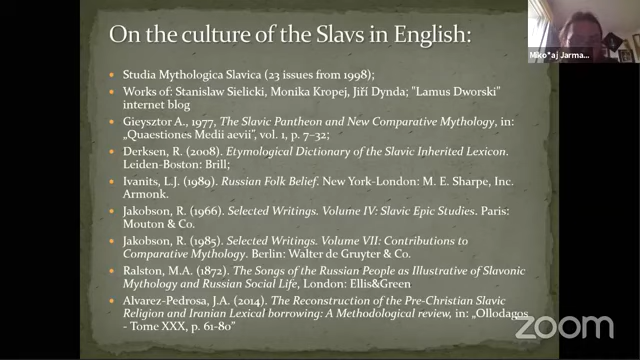 On the culture of the Slavs in English:
Miko*aj Jarma...
Studia Mythologica Slavica (23 issues from 1998);
Works of: Stanislaw Sielicki, Monika Kropej, Jiří Dynda; "Lamus Dworski"
internet blog
Gieysztor A., 1977, The Slavic Pantheon and New Comparative Mythology, in:
„Quaestiones Medii aevii”, vol. 1, p. 7–32;
Derksen, R. (2008). Etymological Dictionary of the Slavic Inherited Lexicon.
Leiden-Boston: Brill;
Ivanits, L.J. (1989). Russian Folk Belief. New York-London: M. E. Sharpe, Inc.
Armonk.
Jakobson, R. (1966). Selected Writings. Volume IV: Slavic Epic Studies. Paris:
Mouton & Co.
Jakobson, R. (1985). Selected Writings. Volume VII: Contributions to
Comparative Mythology. Berlin: Walter de Gruyter & Co.
Ralston, M.A. (1872). The Songs of the Russian People as Illustrative of Slavonic
Mythology and Russian Social Life, London: Ellis&Green
Alvarez-Pedrosa, J.A. (2014). The Reconstruction of the Pre-Christian Slavic
Religion and Iranian Lexical borrowing: A Methodological review, in: „Ollodagos
- Tome XXX, p. 61-80”
zoom